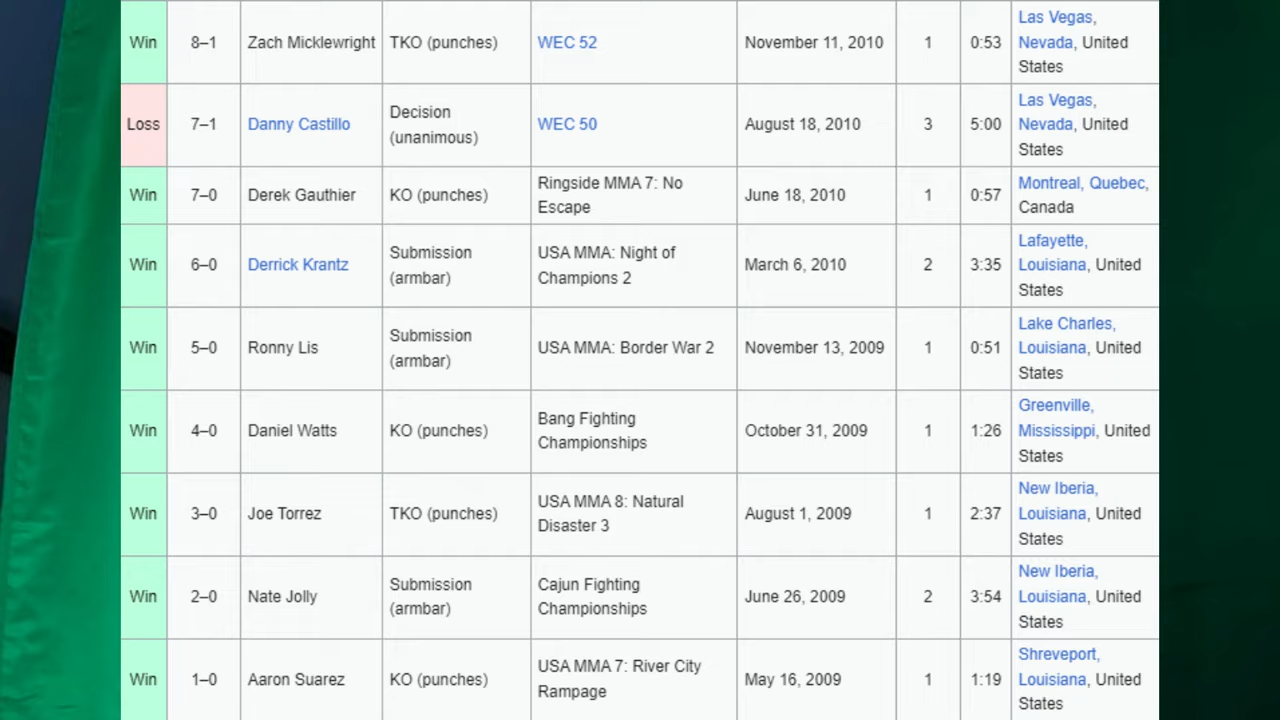 Win 8–1 Zach Micklewright TKO (punches) WEC 52 November 11, 2010 1 0:53 Las Vegas, Nevada, United States
Loss 7–1 Danny Castillo Decision (unanimous) WEC 50 August 18, 2010 3 5:00 Las Vegas, Nevada, United States
Win 7–0 Derek Gauthier KO (punches) Ringside MMA 7: No Escape June 18, 2010 1 0:57 Montreal, Quebec, Canada
Win 6–0 Derrick Krantz Submission (armbar) USA MMA: Night of Champions 2 March 6, 2010 2 3:35 Lafayette, Louisiana, United States
Win 5–0 Ronny Lis Submission (armbar) USA MMA: Border War 2 November 13, 2009 1 0:51 Lake Charles, Louisiana, United States
Win 4–0 Daniel Watts KO (punches) Bang Fighting Championships October 31, 2009 1 1:26 Greenville, Mississippi, United States
Win 3–0 Joe Torrez TKO (punches) USA MMA 8: Natural Disaster 3 August 1, 2009 1 2:37 New Iberia, Louisiana, United States
Win 2–0 Nate Jolly Submission (armbar) Cajun Fighting Championships June 26, 2009 2 3:54 New Iberia, Louisiana, United States
Win 1–0 Aaron Suarez KO (punches) USA MMA 7: River City Rampage May 16, 2009 1 1:19 Shreveport, Louisiana, United States